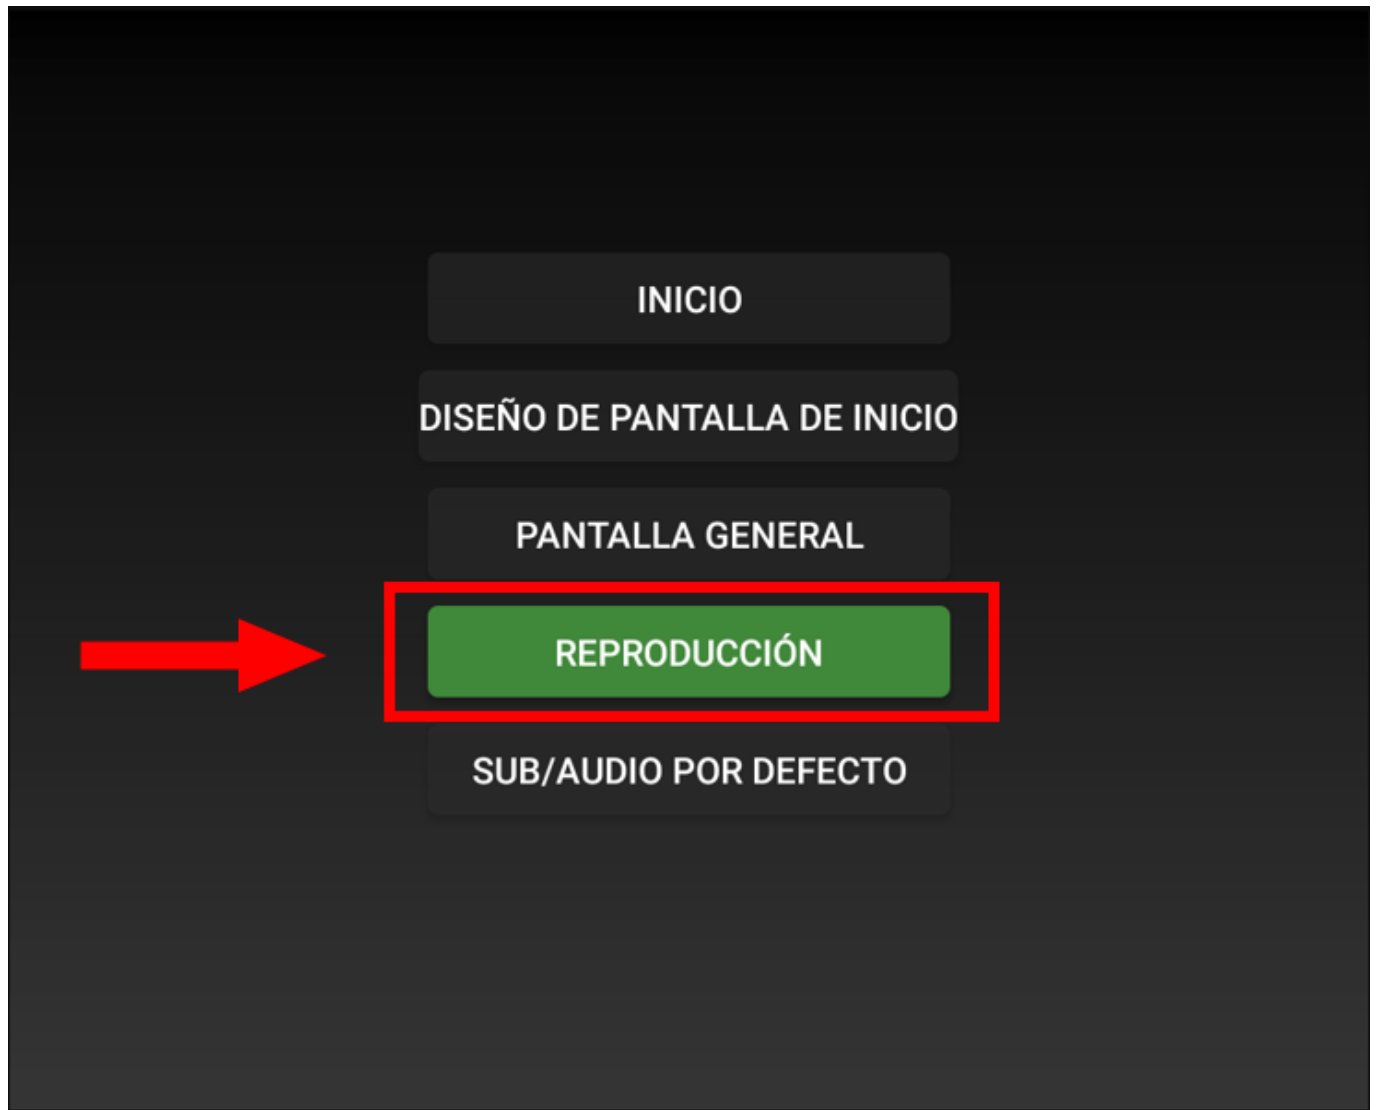 INICIO
DISEÑO DE PANTALLA DE INICIO
PANTALLA GENERAL
REPRODUCCIÓN
SUB/AUDIO POR DEFECTO